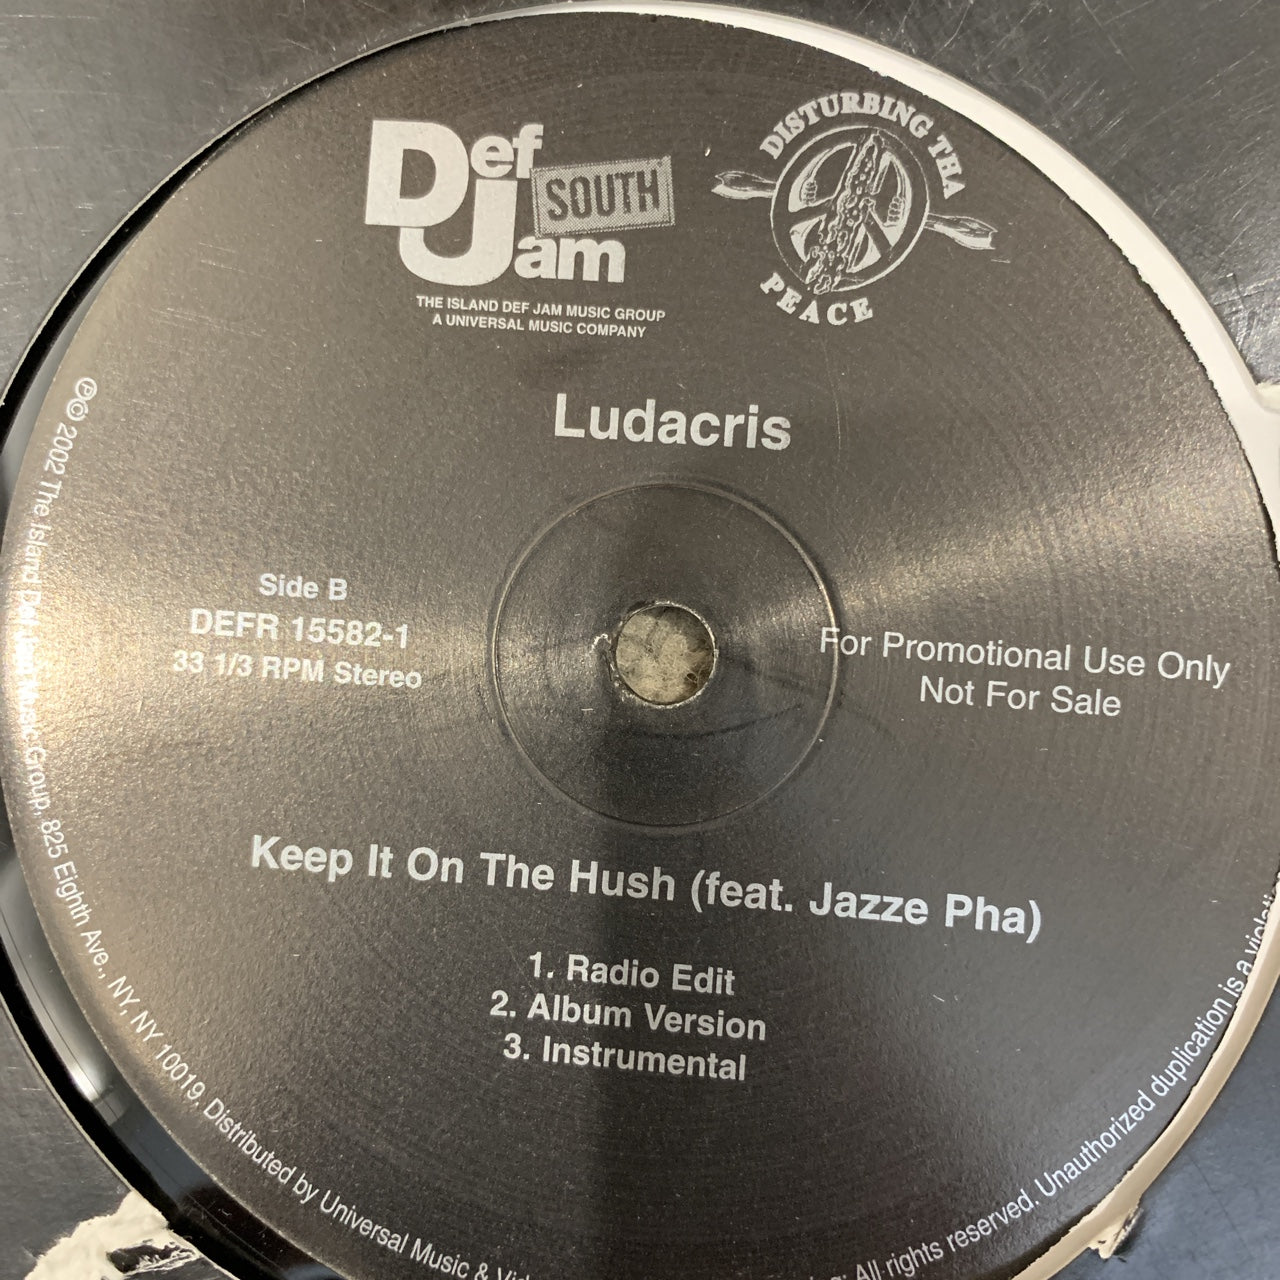 Def Jam
SOUTH
THE ISLAND DEF JAM MUSIC GROUP
A UNIVERSAL MUSIC COMPANY
DISTURBING THA
PEACE
Ludacris
Side B
DEFR 15582-1
33 1/3 RPM Stereo
For Promotional Use Only
Not For Sale
Keep It On The Hush (feat. Jazze Pha)
1. Radio Edit
2. Album Version
3. Instrumental
℗© 2002 The Island Def Jam Music Group, 825 Eighth Ave., NY, NY 10019. Distributed by Universal Music & All rights reserved. Unauthorized duplication is a